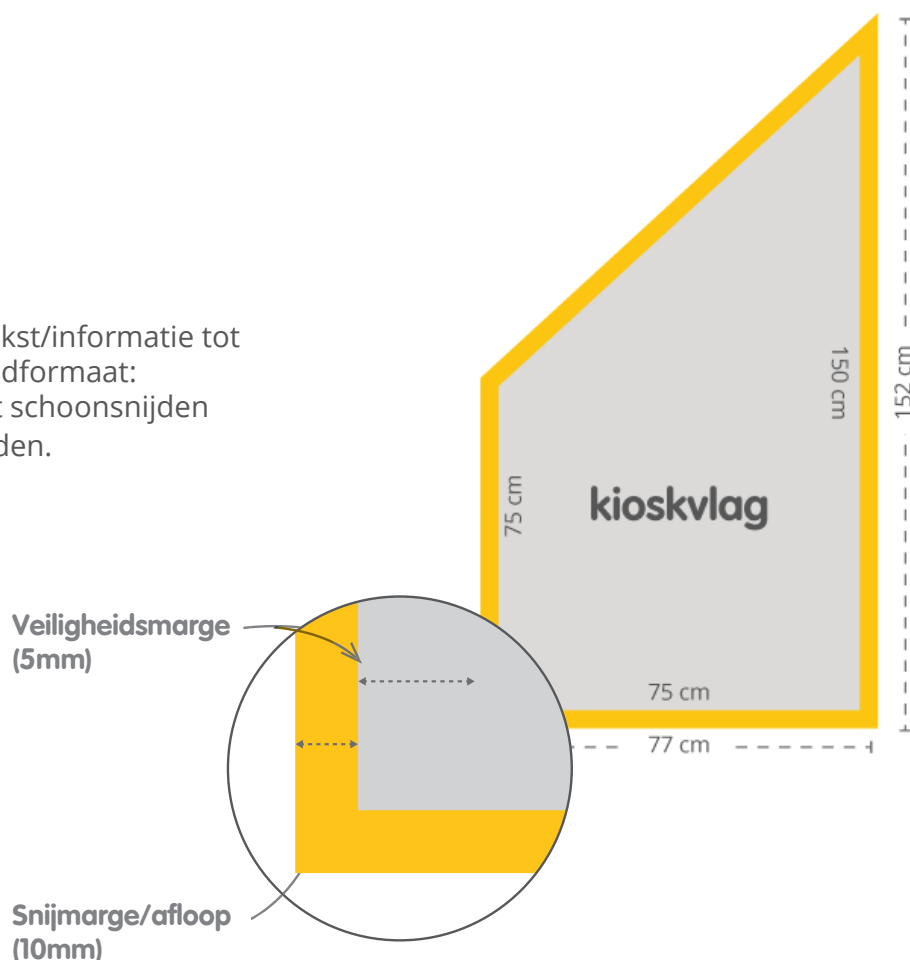 kst/informatie tot
dformaat:
t schoonsnijden
den.
150 cm
152 cm
75 cm
kioskvlag
Veiligheidsmarge
(5mm)
75 cm
77 cm
Snijmarge/afloop
(10mm)